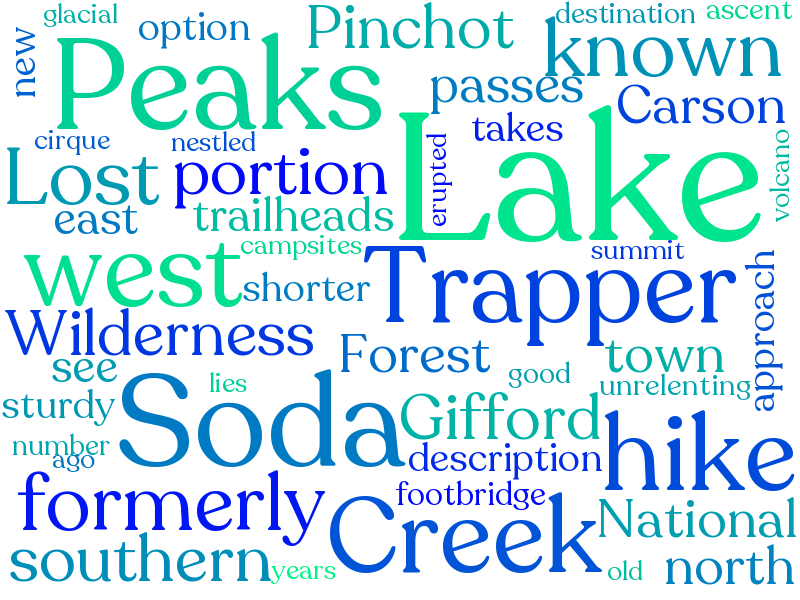 glacial
option
Pinchot
destination
ascent
new
Peaks
known
passes
Carson
cirque
nestled
takes
Lake
erupted
volcano
Lost
portion
east
trailheads
campsites
west
shorter
Trapper
summit
approach
Wilderness
see
Forest
town
good
unrelenting
lies
sturdy
Soda
Gifford
hike
number
ago
description
formerly
footbridge
Creek
National
southern
years
old
north